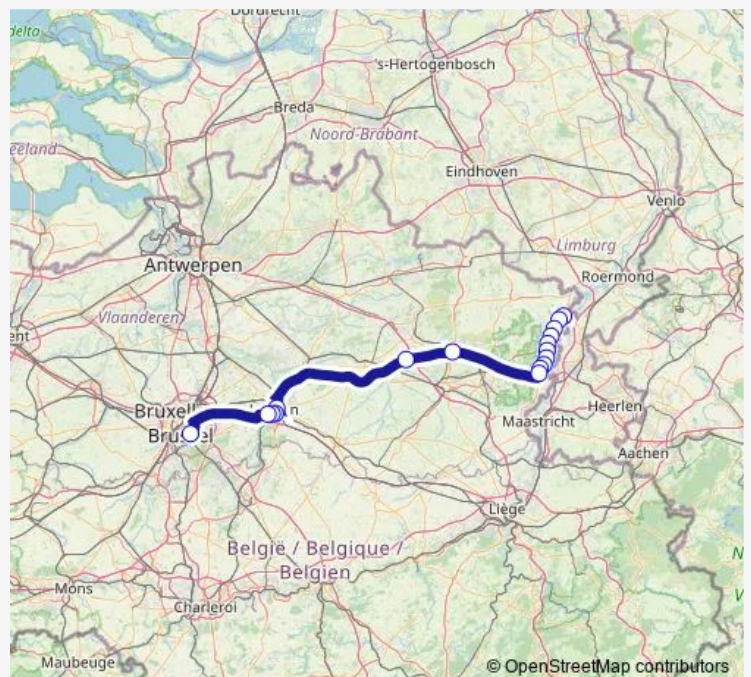 Dordrecht
delta
's-Hertogenbosch
Breda
Noord-Brabant
eeland
Eindhoven
Venlo
Limburg
Antwerpen
Roermond
Vlaanderen
ent
Bruxell
Heerlen
Maastricht
Aachen
Liège
België / Belgique /
Belgien
Mons
Charleroi
Maubeuge
© OpenStreetMap contributors